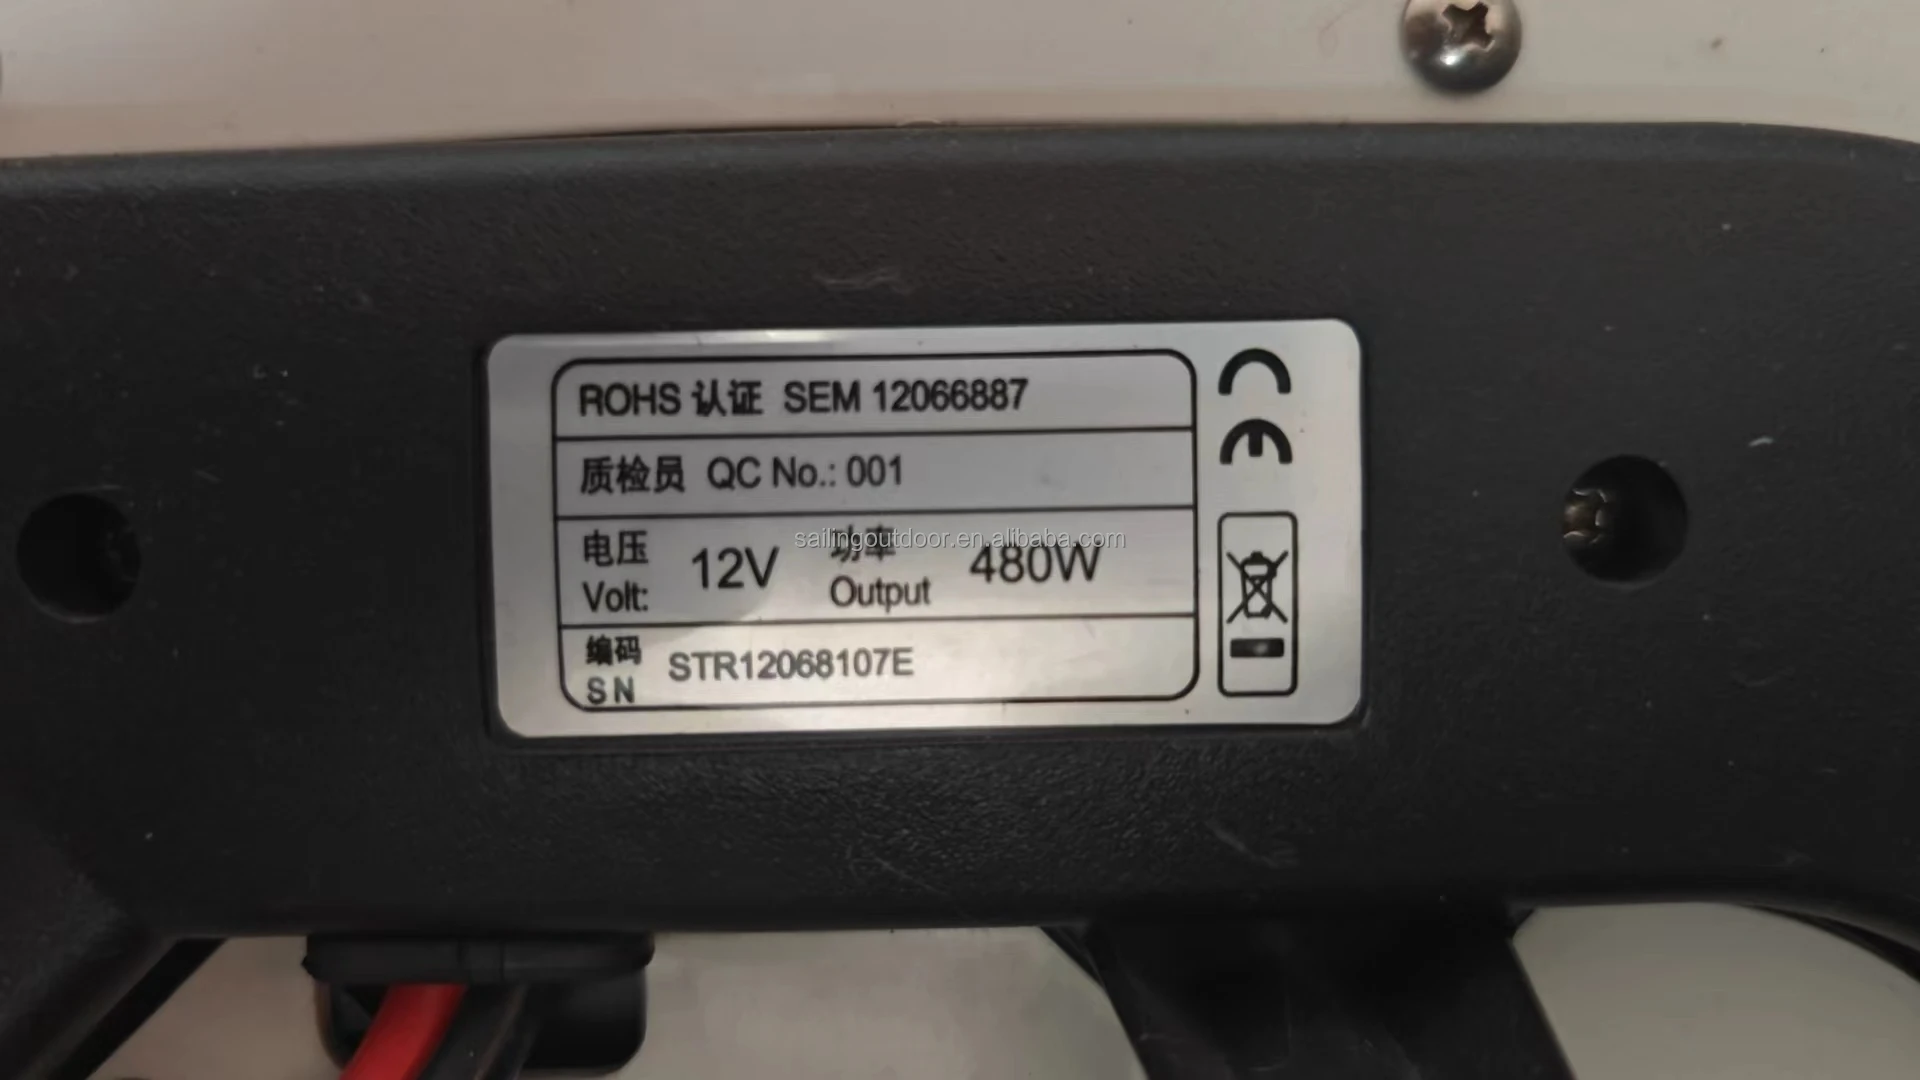 ROHS 认证 SEM 12066887
质检员 QC No.: 001
电压 Volt: 12V 功率 Output 480W
编码 SN STR12068107E
CE
sailingoutdoor.en.alibaba.com